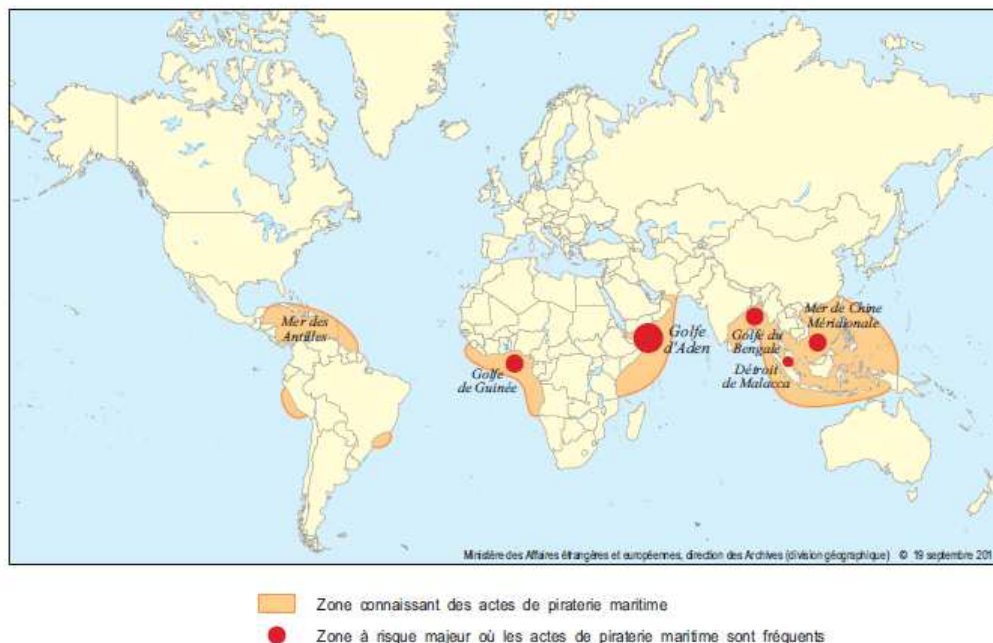 Mer des
Antilles
Golfe
de Guinée
Golfe
d'Aden
Golfe du
Bengale
Mer de Chine
Méridionale
Détroit
de Malacca
Ministère des Affaires étrangères et européennes, direction des Archives (division géographique) © 19 septembre 201
Zone connaissant des actes de piraterie maritime
Zone à risque majeur où les actes de piraterie maritime sont fréquents